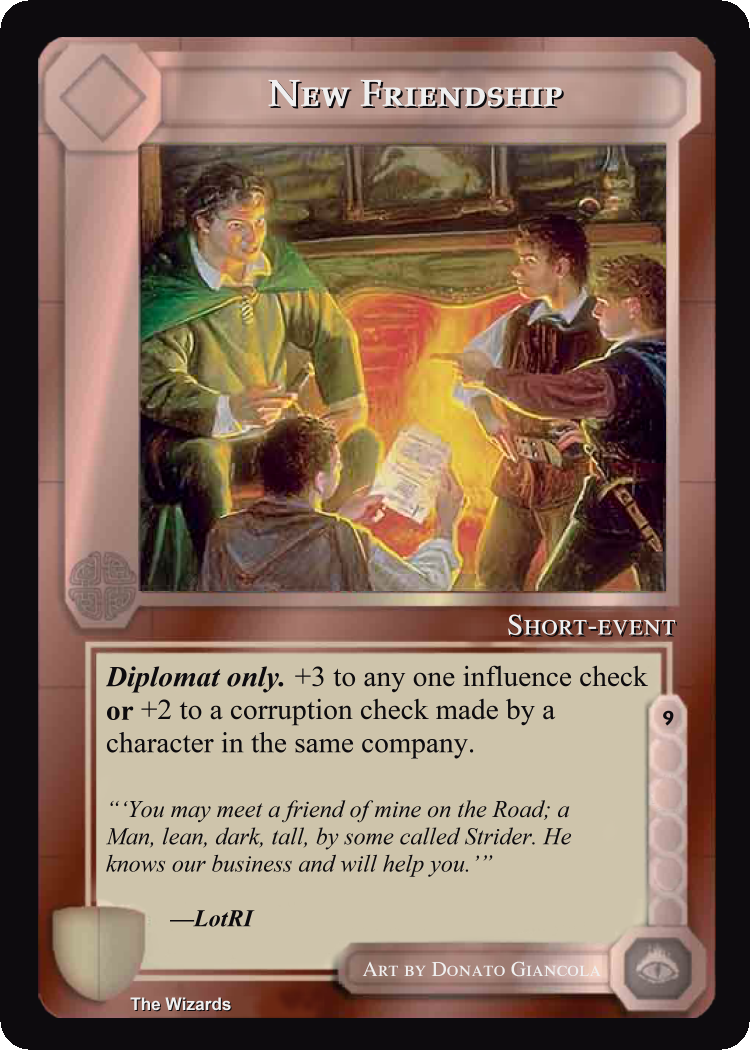 New Friendship
Short-event
Diplomat only. +3 to any one influence check
or +2 to a corruption check made by a
character in the same company.
9
“‘You may meet a friend of mine on the Road; a
Man, lean, dark, tall, by some called Strider. He
knows our business and will help you.’”
—LotRI
Art by Donato Giancola
The Wizards